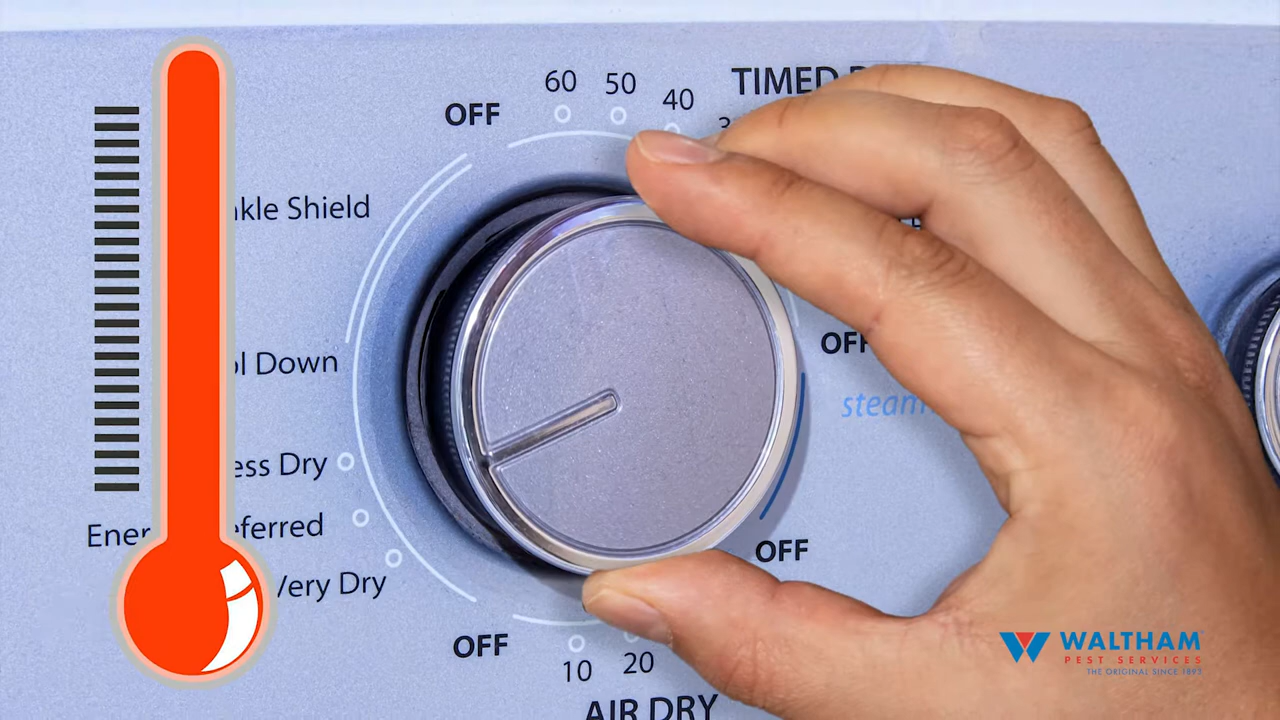 60 50 40
TIMED
OFF
kle Shield
ol Down
OFF
steam
ess Dry
Ener eferred
OFF
Very Dry
OFF
10 20
AIR DRY
WALTHAM
PEST SERVICES
THE ORIGINAL SINCE 1893